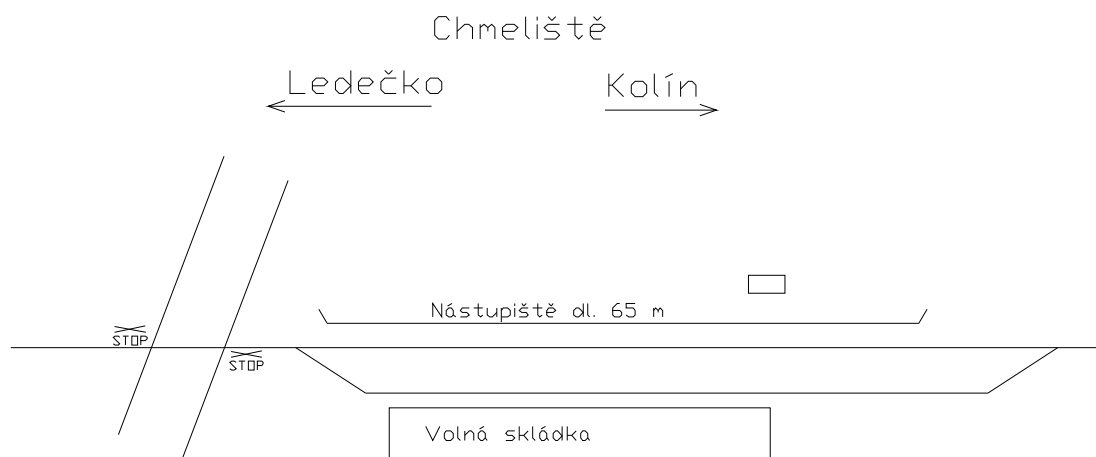 Chmeliště
Ledečko
Kolín
Nástupiště dl. 65 m
STOP
STOP
Volná skládka